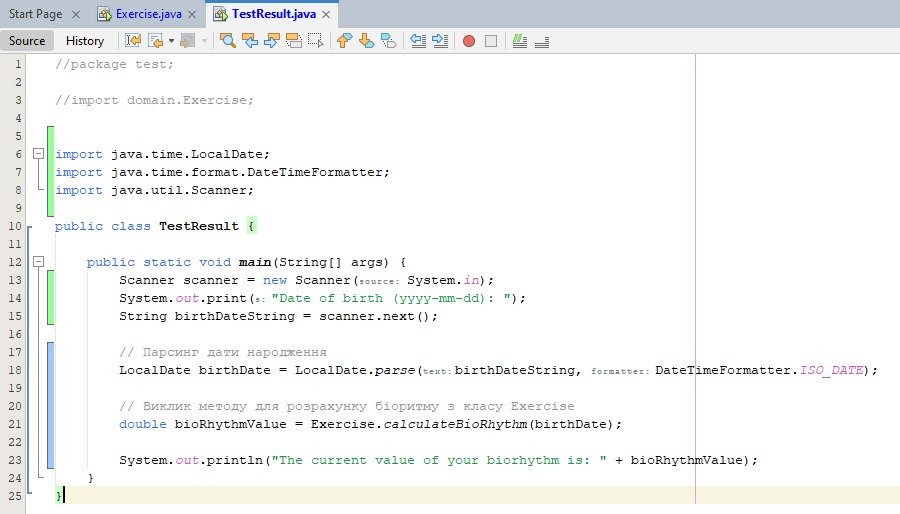 Start Page Exercise.java TestResult.java
Source History
1 //package test;
2
3 //import domain.Exercise;
4
5
6 import java.time.LocalDate;
7 import java.time.format.DateTimeFormatter;
8 import java.util.Scanner;
9
10 public class TestResult {
11
12 public static void main(String[] args) {
13 Scanner scanner = new Scanner(source: System.in);
14 System.out.print(s: "Date of birth (yyyy-mm-dd): ");
15 String birthDateString = scanner.next();
16
17 // Парсинг дати народження
18 LocalDate birthDate = LocalDate.parse(text: birthDateString, formatter: DateTimeFormatter.ISO_DATE);
19
20 // Виклик методу для розрахунку біоритму з класу Exercise
21 double bioRhythmValue = Exercise.calculateBioRhythm(birthDate);
22
23 System.out.println("The current value of your biorhythm is: " + bioRhythmValue);
24 }
25 }